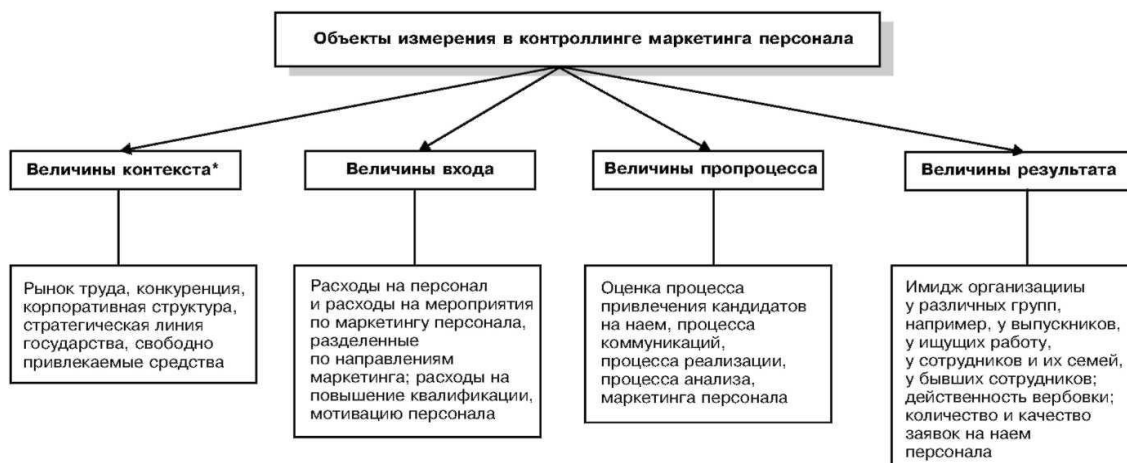 Объекты измерения в контроллинге маркетинга персонала
Величины контекста*
Рынок труда, конкуренция,
корпоративная структура,
стратегическая линия
государства, свободно
привлекаемые средства
Величины входа
Расходы на персонал
и расходы на мероприятия
по маркетингу персонала,
разделенные
по направлениям
маркетинга; расходы на
повышение квалификации,
мотивацию персонала
Величины пропроцесса
Оценка процесса
привлечения кандидатов
на наем, процесса
коммуникаций,
процесса реализации,
процесса анализа,
маркетинга персонала
Величины результата
Имидж организациы
у различных групп,
например, у выпускников,
у ищущих работу,
у сотрудников и их семей,
у бывших сотрудников;
действенность вербовки;
количество и качество
заявок на наем
персонала